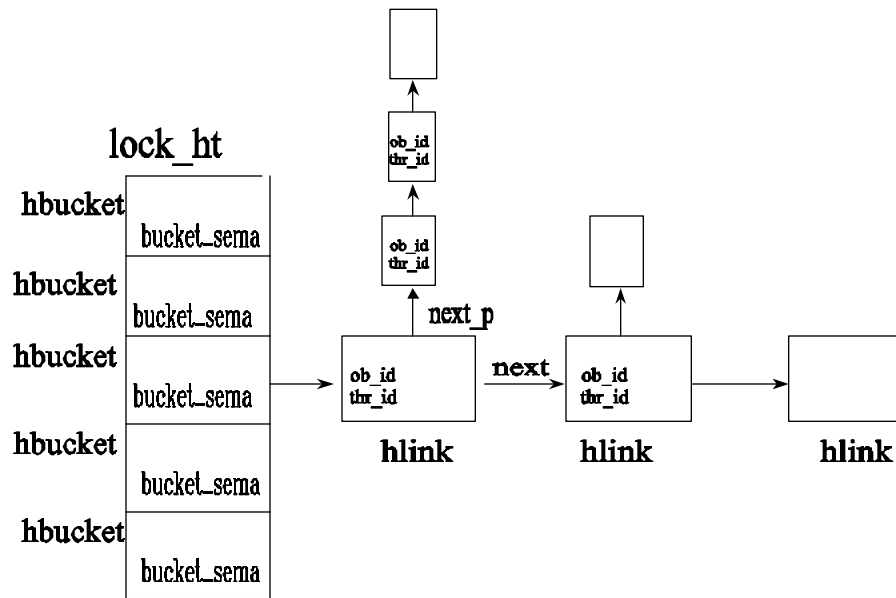 lock_ht
hbucket
bucket_sema
hbucket
bucket_sema
hbucket
bucket_sema
hbucket
bucket_sema
hbucket
bucket_sema
ob_id
thr_id
ob_id
thr_id
next_p
ob_id
thr_id
hlink
next
ob_id
thr_id
hlink
hlink